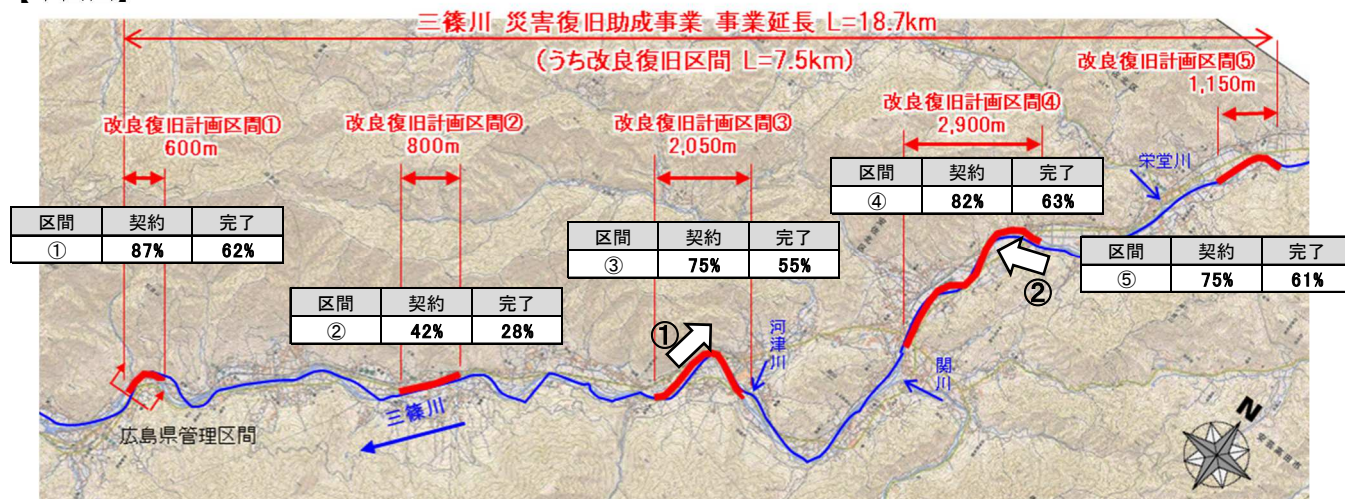 三篠川 災害復旧助成事業 事業延長 L=18.7km
(うち改良復旧区間 L=7.5km)
改良復旧計画区間⑤
1,150m
改良復旧計画区間④
2,900m
改良復旧計画区間①
600m
改良復旧計画区間②
800m
改良復旧計画区間③
2,050m
栄堂川
区間 契約 完了
④ 82% 63%
区間 契約 完了
① 87% 62%
区間 契約 完了
③ 75% 55%
区間 契約 完了
⑤ 75% 61%
区間 契約 完了
② 42% 28%
①
②
河津川
関川
三篠川
広島県管理区間
N